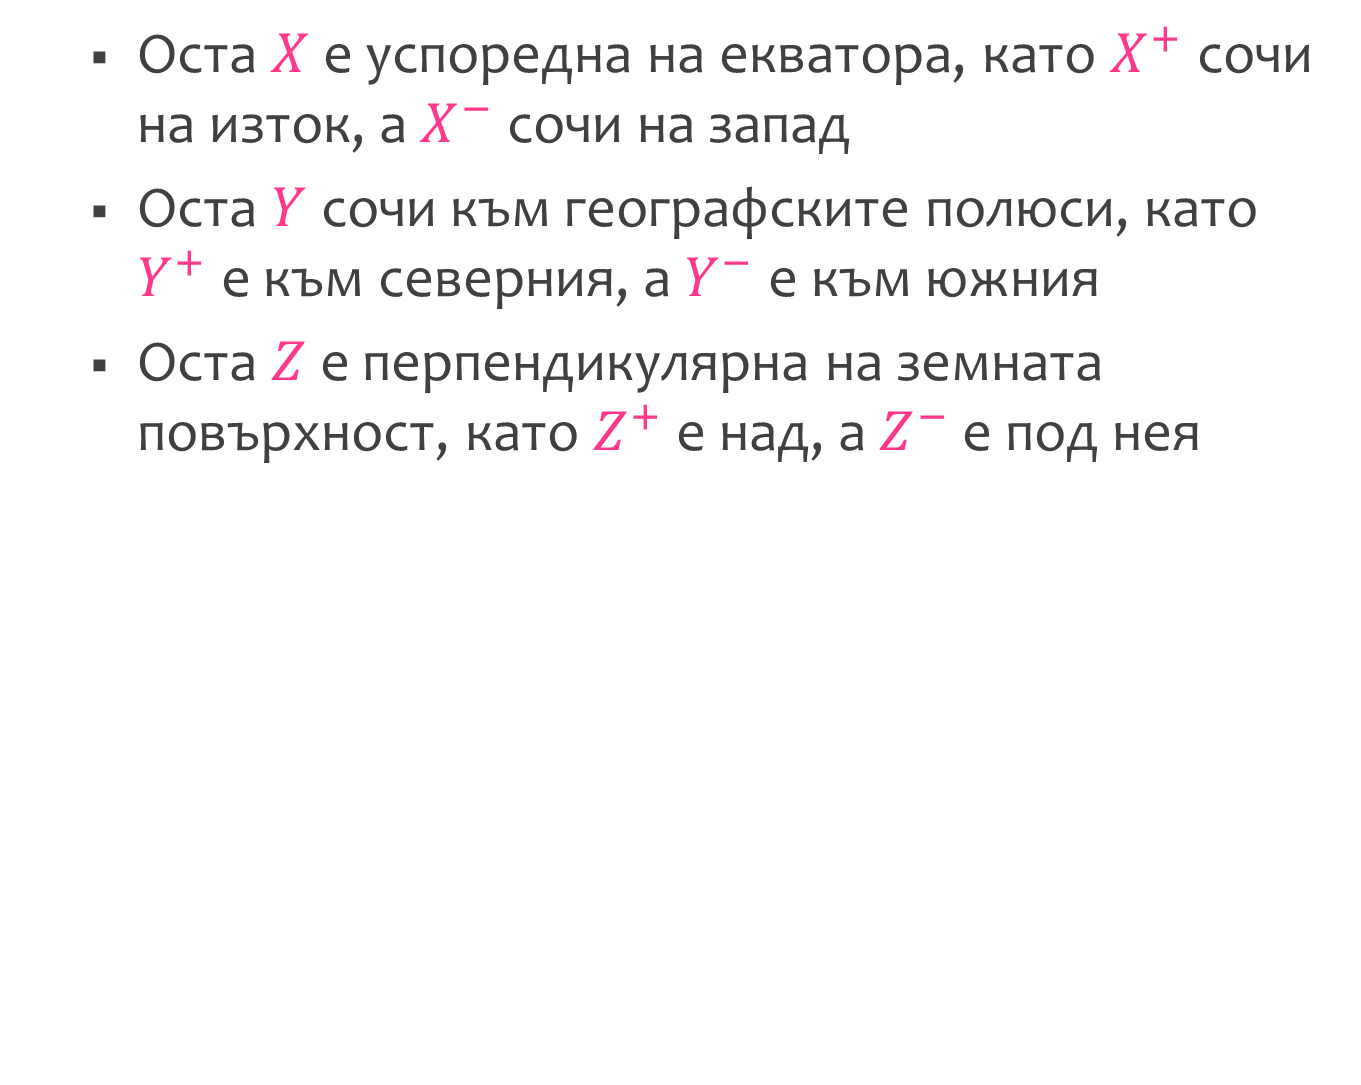 ▪ Оста X е успоредна на екватора, като X⁺ сочи
на изток, а X⁻ сочи на запад
▪ Оста Y сочи към географските полюси, като
Y⁺ е към северния, а Y⁻ е към южния
▪ Оста Z е перпендикулярна на земната
повърхност, като Z⁺ е над, а Z⁻ е под нея